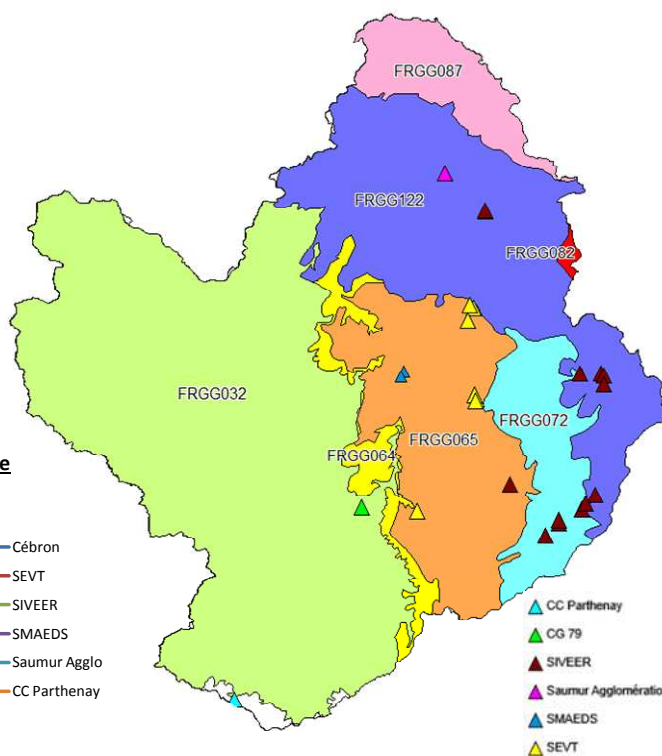 FRGG087
FRGG122
FRGG082
FRGG032
FRGG072
FRGG065
FRGG064
e
Cébron
SEVT
SIVEER
SMAEDS
Saumur Agglo
CC Parthenay
CC Parthenay
CG 79
SIVEER
Saumur Agglomératio
SMAEDS
SEVT